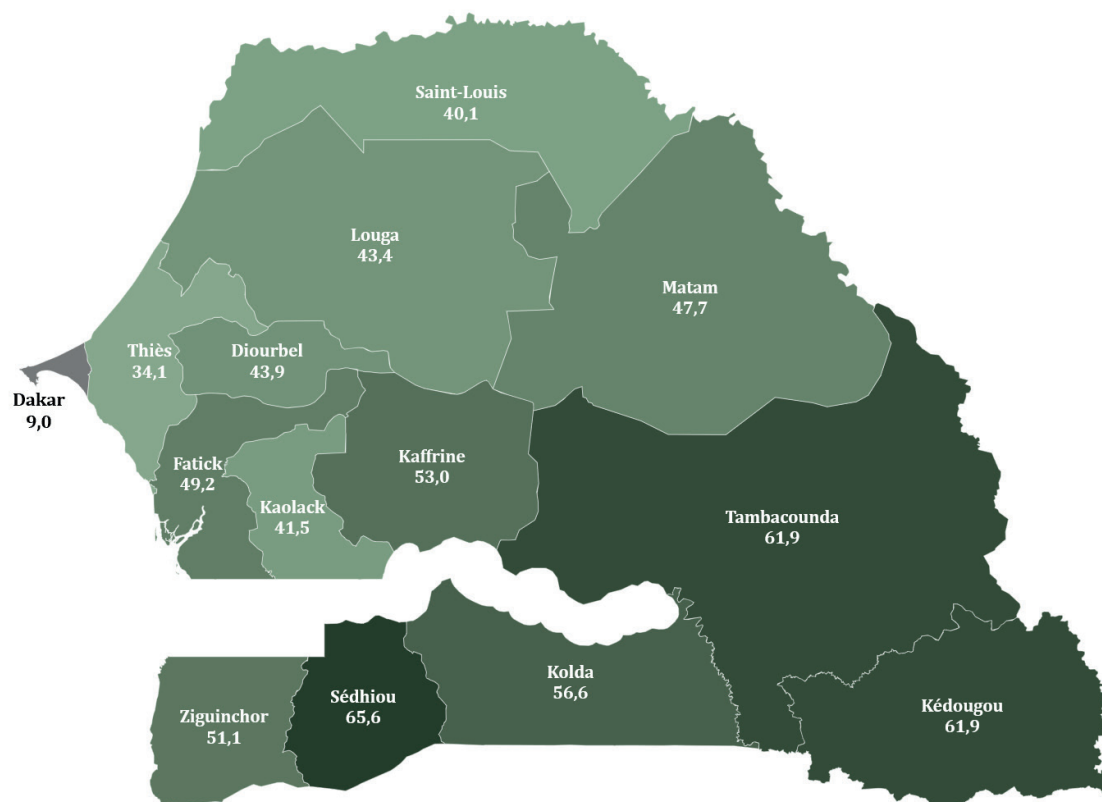 Saint-Louis
40,1
Louga
43,4
Matam
47,7
Thiès
34,1
Diourbel
43,9
Dakar
9,0
Fatick
49,2
Kaffrine
53,0
Kaolack
41,5
Tambacounda
61,9
Kolda
56,6
Sédhiou
65,6
Ziguinchor
51,1
Kédougou
61,9